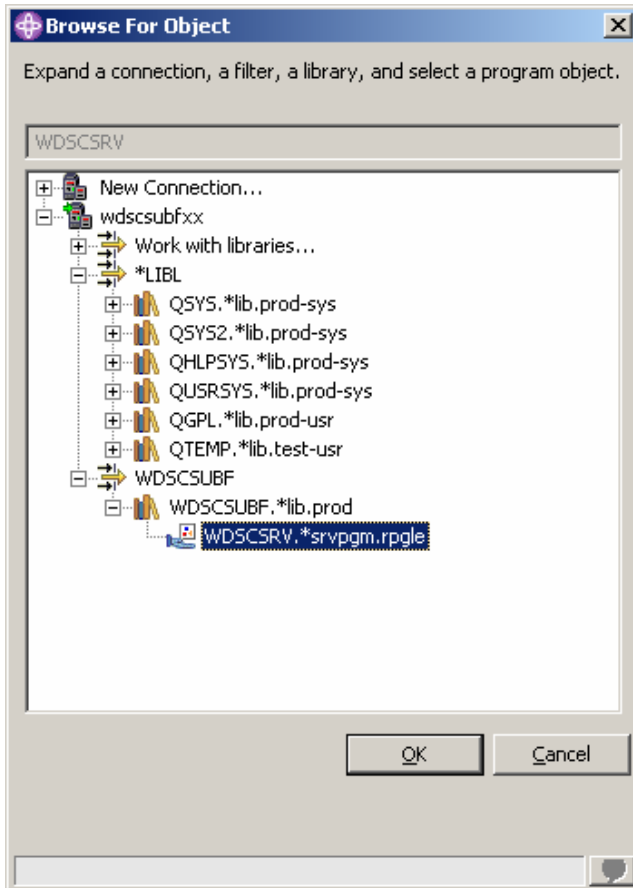 Browse For Object
Expand a connection, a filter, a library, and select a program object.
WDSCSRV
New Connection...
wdscsubfxx
Work with libraries...
*LIBL
QSYS.*lib.prod-sys
QSYS2.*lib.prod-sys
QHLPSYS.*lib.prod-sys
QUSRSYS.*lib.prod-sys
QGPL.*lib.prod-usr
QTEMP.*lib.test-usr
WDSCSUBF
WDSCSUBF.*lib.prod
WDSCSRV.*srvpgm.rpgle
OK Cancel